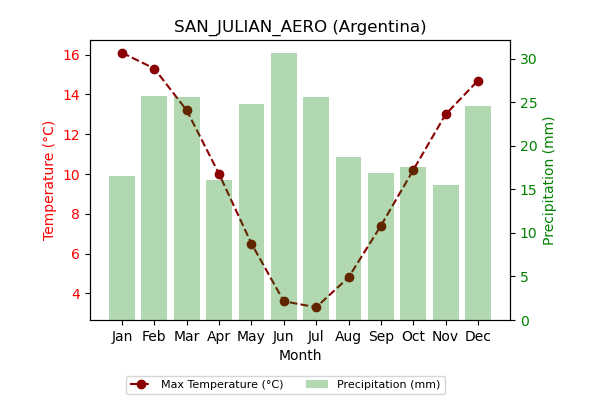 SAN_JULIAN_AERO (Argentina)
Temperature (°C)
16
14
12
10
8
6
4
Precipitation (mm)
30
25
20
15
10
5
0
Jan Feb Mar Apr May Jun Jul Aug Sep Oct Nov Dec
Month
Max Temperature (°C) Precipitation (mm)